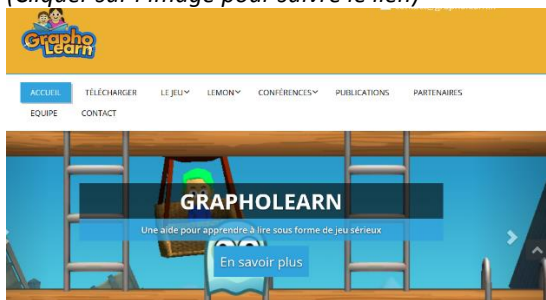 (Cliquer sur l'image pour suivre le lien)
Grapho
Learn
ACCUEIL TÉLÉCHARGER LE JEU LEMON CONFÉRENCES PUBLICATIONS PARTENAIRES
EQUIPE CONTACT
GRAPHOLEARN
Une aide pour apprendre à lire sous forme de jeu sérieux
En savoir plus